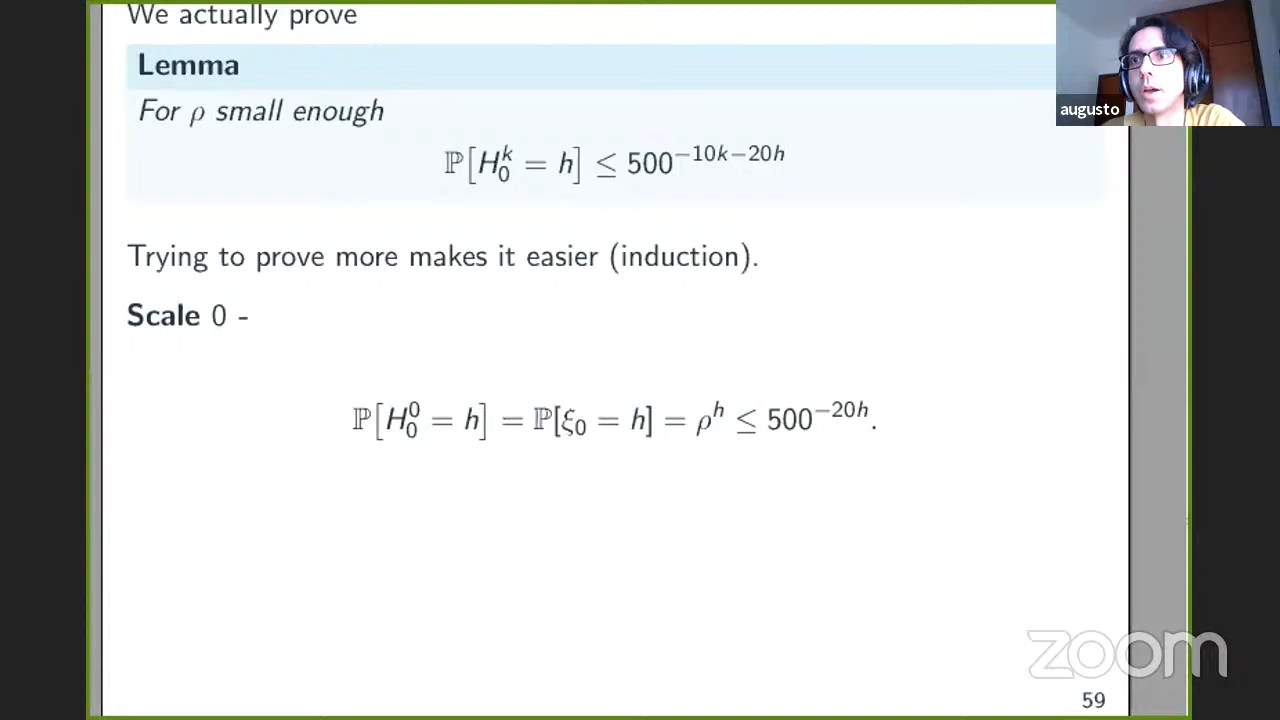 We actually prove
Lemma
For ρ small enough
ℙ[H₀ᵏ = h] ≤ 500⁻¹⁰ᵏ⁻²⁰ʰ
Trying to prove more makes it easier (induction).
Scale 0 -
ℙ[H₀⁰ = h] = ℙ[ξ₀ = h] = ρʰ ≤ 500⁻²⁰ʰ.
augusto
zoom
59